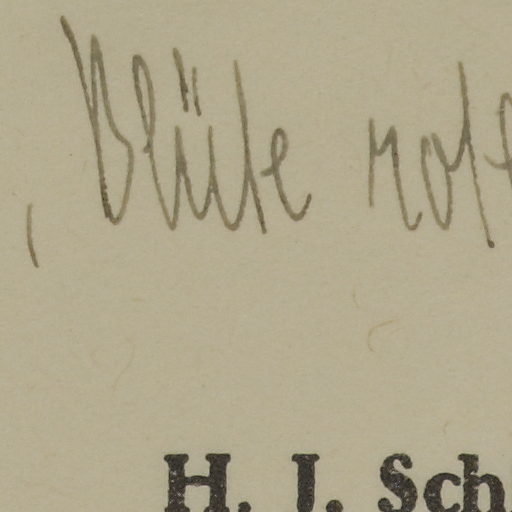 , Blüte rot
H. J. Sch